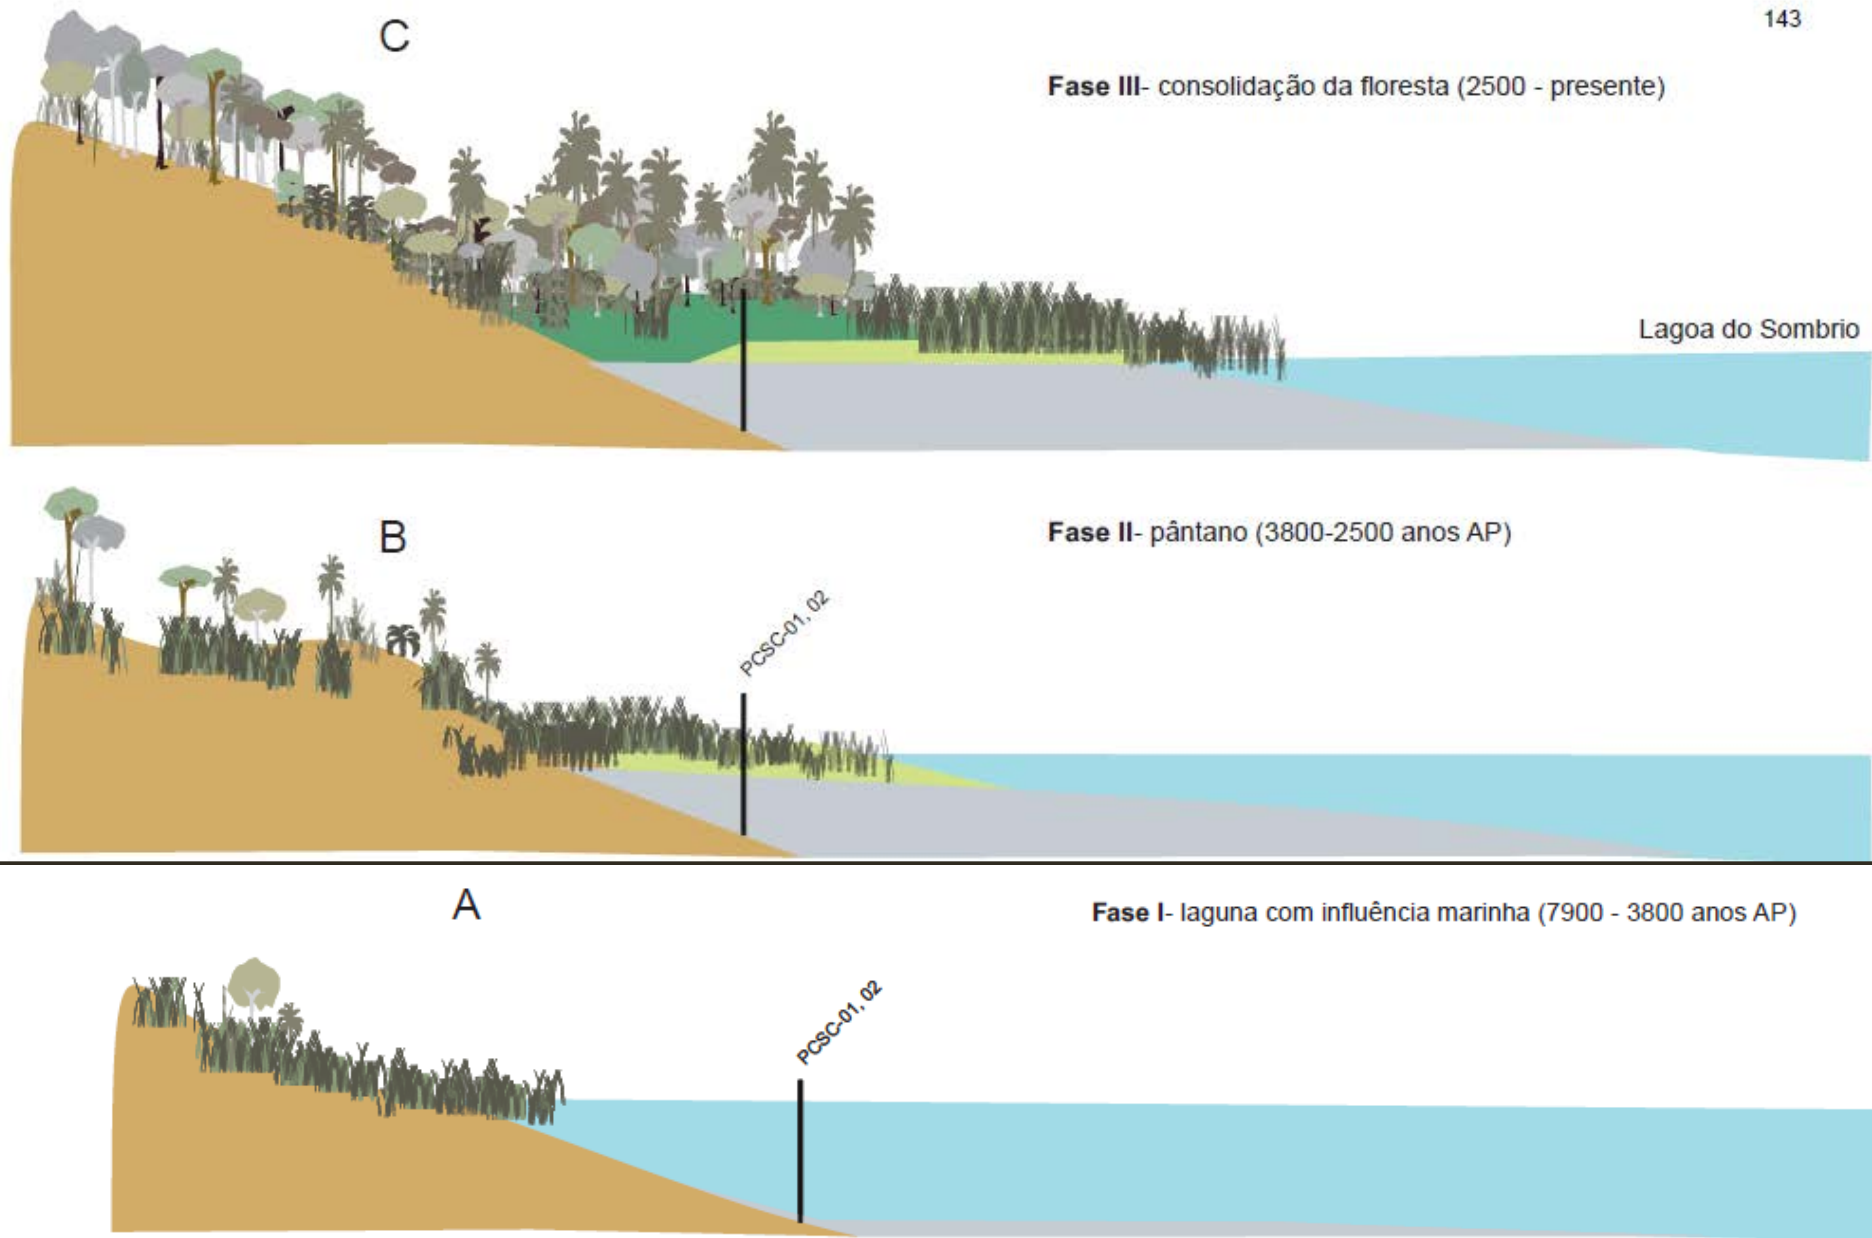 143
C
Fase III- consolidação da floresta (2500 - presente)
Lagoa do Sombrio
B
Fase II- pântano (3800-2500 anos AP)
PCSC-01, 02
A
Fase I- laguna com influência marinha (7900 - 3800 anos AP)
PCSC-01, 02